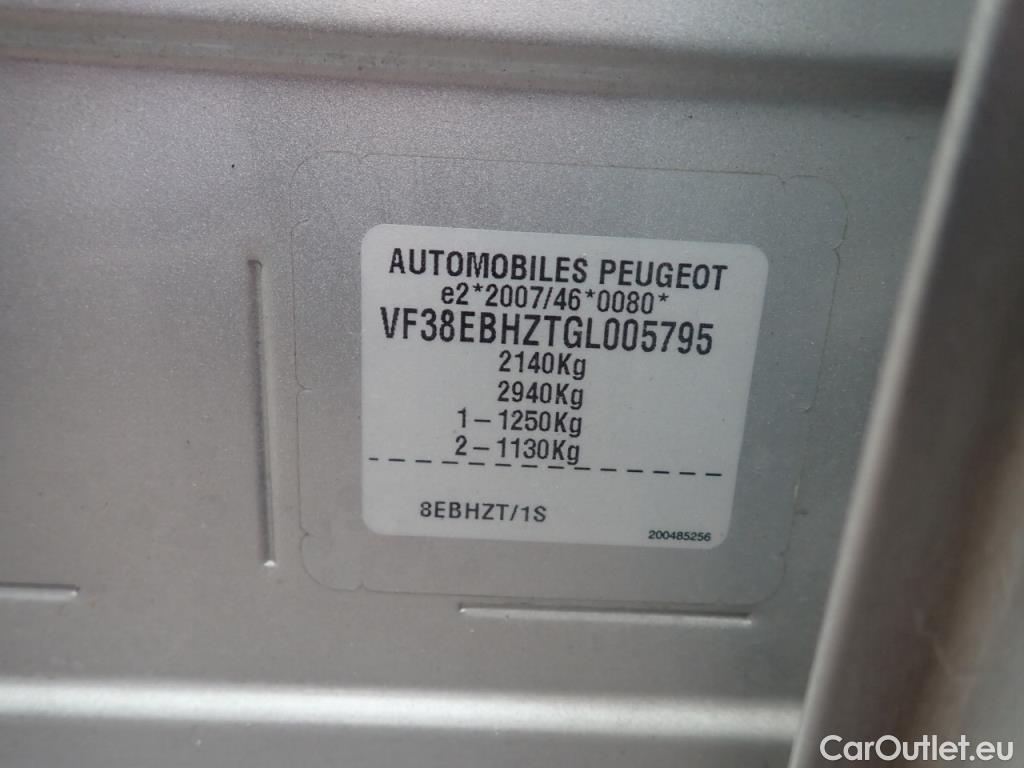 AUTOMOBILES PEUGEOT
e2*2007/46*0080*
VF38EBHZTGL005795
2140Kg
2940Kg
1-1250Kg
2-1130Kg
8EBHZT/1S
200485256
CarOutlet.eu